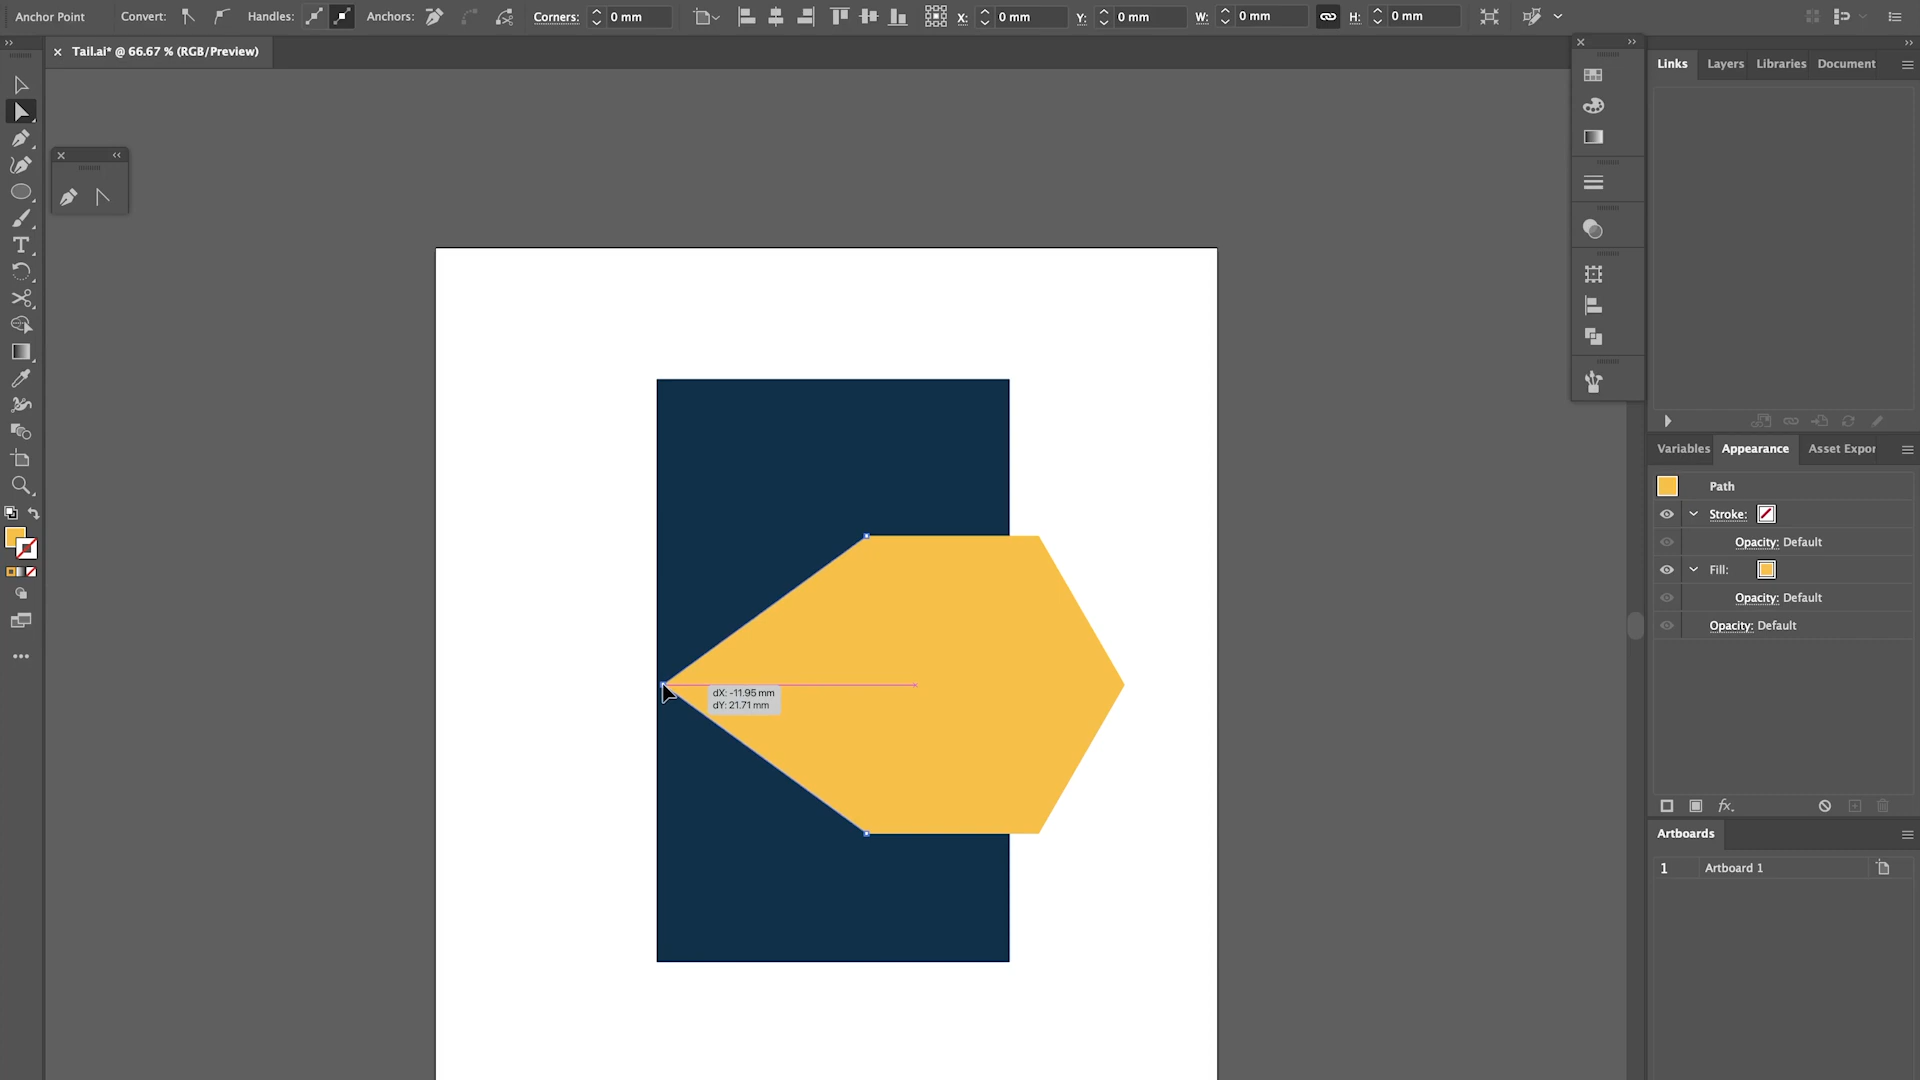 Anchor Point Convert: Handles: Anchors: Corners: 0 mm X: 0 mm Y: 0 mm W: 0 mm H: 0 mm
Tail.ai* @ 66.67 % (RGB/Preview)
Links Layers Libraries Document
dX: -11.95 mm
dY: 21.71 mm
Variables Appearance Asset Expor
Path
Stroke:
Opacity: Default
Fill:
Opacity: Default
Opacity: Default
fx.
Artboards
1 Artboard 1